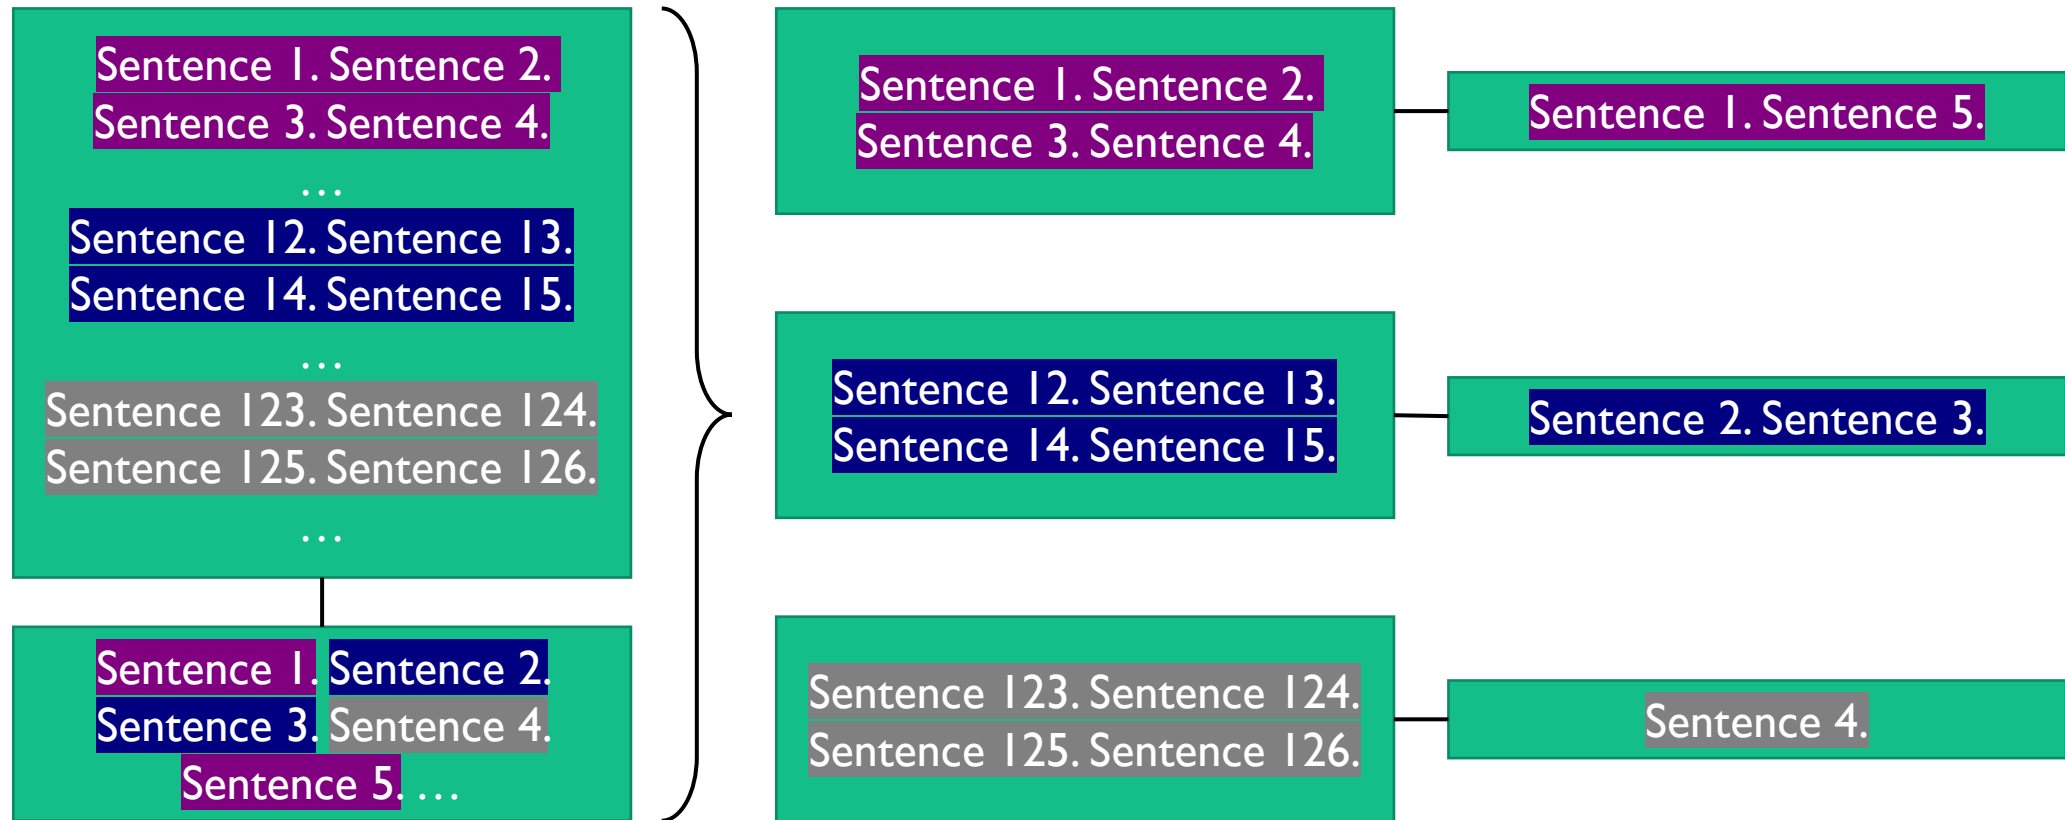 Sentence 1. Sentence 2.
Sentence 3. Sentence 4.
…
Sentence 12. Sentence 13.
Sentence 14. Sentence 15.
…
Sentence 123. Sentence 124.
Sentence 125. Sentence 126.
…
Sentence 1. Sentence 2.
Sentence 3. Sentence 4.
Sentence 5. …
Sentence 1. Sentence 2.
Sentence 3. Sentence 4.
Sentence 1. Sentence 5.
Sentence 12. Sentence 13.
Sentence 14. Sentence 15.
Sentence 2. Sentence 3.
Sentence 123. Sentence 124.
Sentence 125. Sentence 126.
Sentence 4.